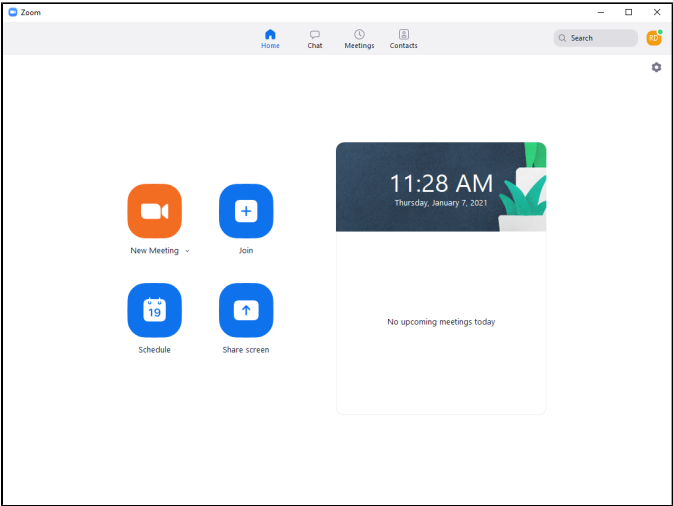 Zoom
Home
Chat
Meetings
Contacts
Search
RD
11:28 AM
Thursday, January 7, 2021
New Meeting
Join
19
Schedule
Share screen
No upcoming meetings today